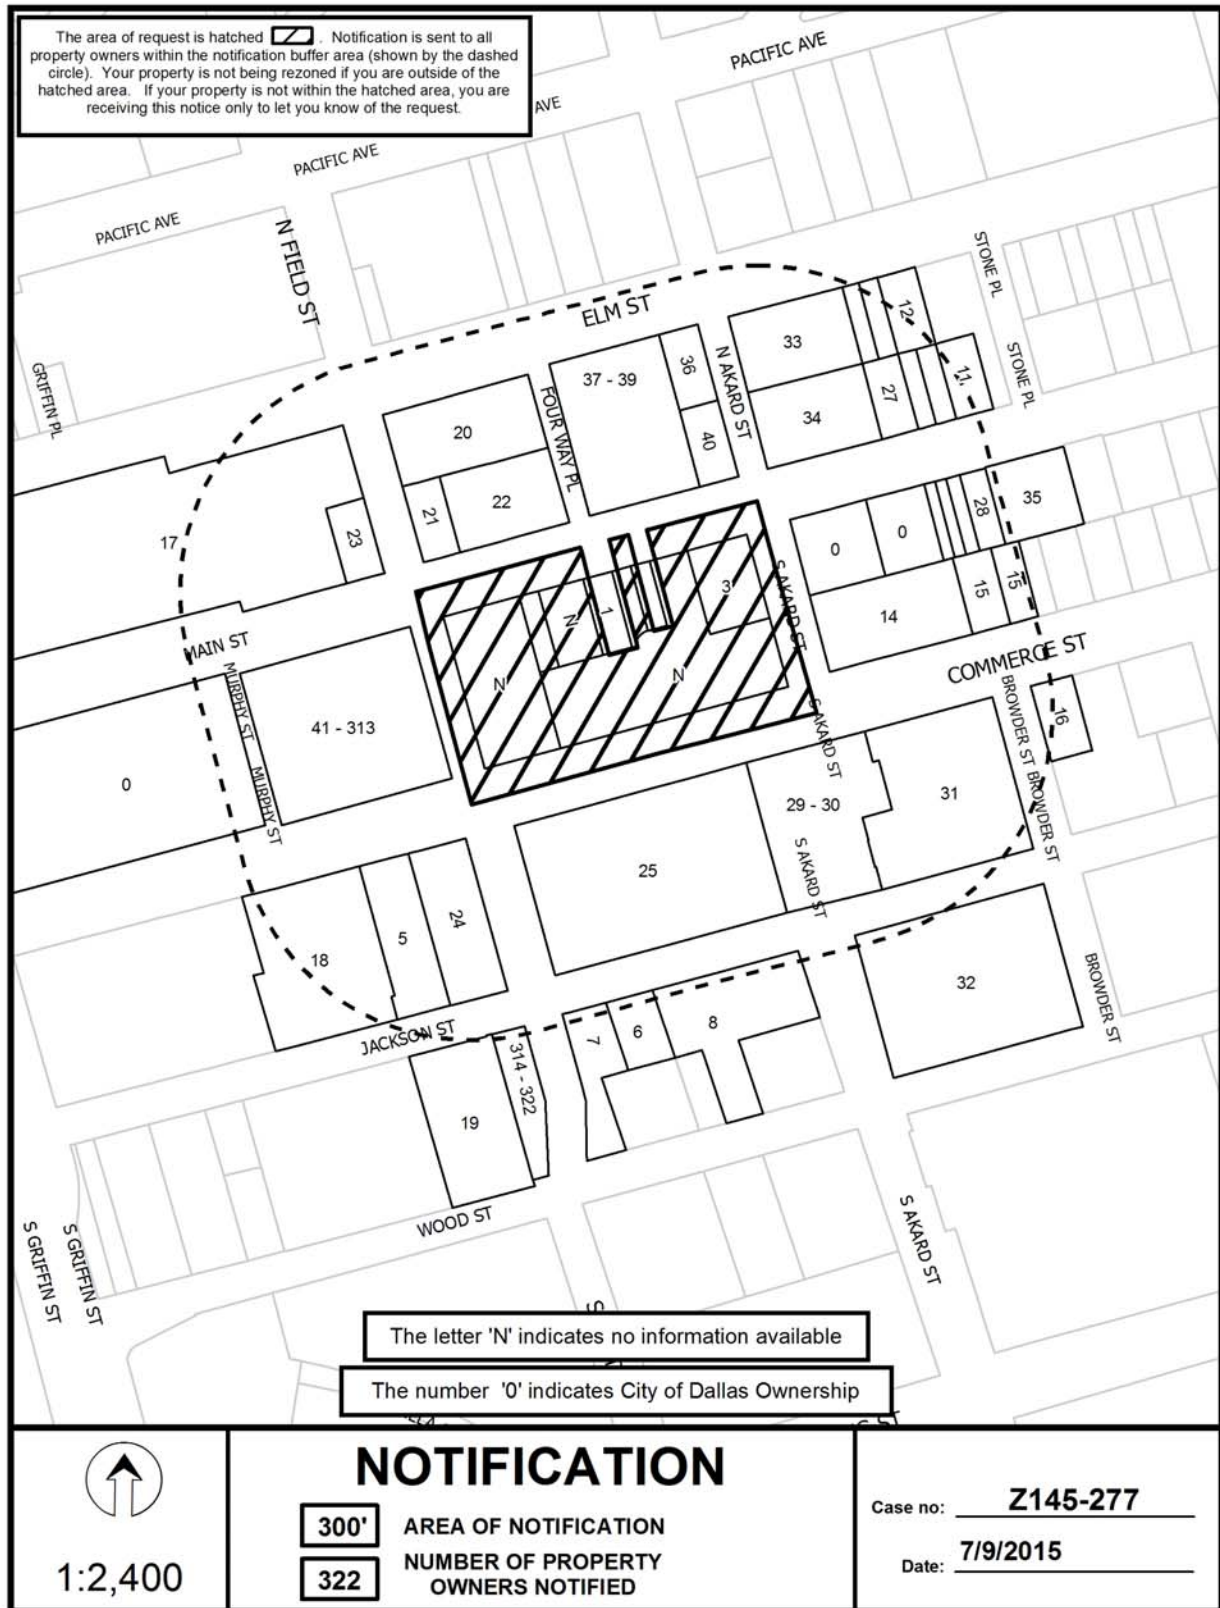 The area of request is hatched . Notification is sent to all
property owners within the notification buffer area (shown by the dashed
circle). Your property is not being rezoned if you are outside of the
hatched area. If your property is not within the hatched area, you are
receiving this notice only to let you know of the request.
PACIFIC AVE
AVE
PACIFIC AVE
PACIFIC AVE
N FIELD ST
STONE PL
ELM ST
12
33
36
N AKARD ST
STONE PL
GRIFFIN PL
37 - 39
11
FOUR WAY PL
27
20
34
40
22
21
35
28
23
17
0
0
3
S AKARD ST
15
15
1
N
14
MAIN ST
COMMERCE ST
MURPHY ST
N
N
BROWDER ST
16
S AKARD ST
41 - 313
0
MURPHY ST
29 - 30
31
BROWDER ST
25
S AKARD ST
24
5
18
32
BROWDER ST
JACKSON ST
7
6
8
314 - 322
19
WOOD ST
S AKARD ST
S GRIFFIN ST
S GRIFFIN ST
S
The letter 'N' indicates no information available
The number '0' indicates City of Dallas Ownership
ST
1:2,400
NOTIFICATION
300' AREA OF NOTIFICATION
322 NUMBER OF PROPERTY
OWNERS NOTIFIED
Case no: Z145-277
Date: 7/9/2015